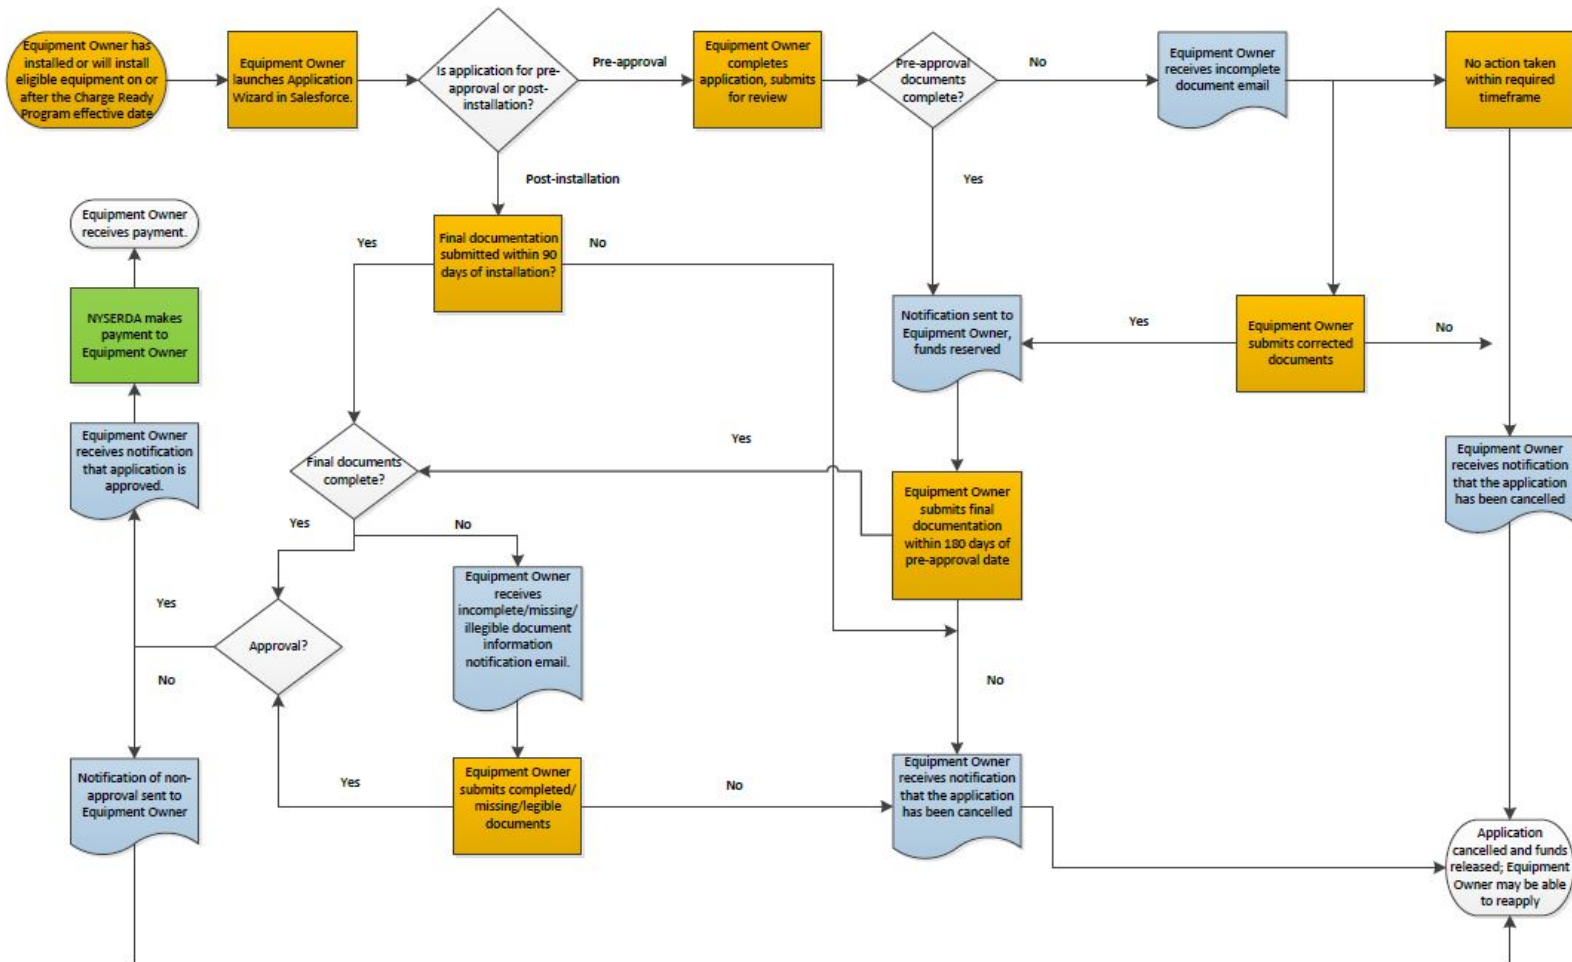 Equipment Owner has
installed or will install
eligible equipment on or
after the Charge Ready
Program effective date
Equipment Owner
launches Application
Wizard in Salesforce.
Is application for pre-
approval or post-
installation?
Pre-approval
Equipment Owner
completes
application, submits
for review
Pre-approval
documents
complete?
No
Equipment Owner
receives incomplete
document email
No action taken
within required
timeframe
Post-installation
Yes
Equipment Owner
receives payment.
Yes
Final documentation
submitted within 90
days of installation?
No
NYSERDA makes
payment to
Equipment Owner
Notification sent to
Equipment Owner,
funds reserved
Yes
Equipment Owner
submits corrected
documents
No
Equipment Owner
receives notification
that application is
approved.
Final documents
complete?
Yes
Equipment Owner
submits final
documentation
within 180 days of
pre-approval date
Equipment Owner
receives notification
that the application
has been cancelled
Yes
No
Equipment Owner
receives
incomplete/missing/
illegible document
information
notification email.
Yes
Approval?
No
No
Notification of non-
approval sent to
Equipment Owner
Yes
Equipment Owner
submits completed/
missing/legible
documents
No
Equipment Owner
receives notification
that the application
has been cancelled
Application
cancelled and funds
released; Equipment
Owner may be able
to reapply